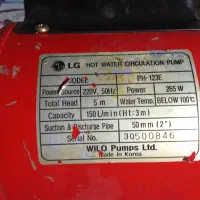 LG HOT WATER CIRCULATION PUMP
MODEL PH-123E
Power Source 220V, 50Hz Power 265 W
Total Head 5 m Water Temp. BELOW 100°C
Capacity 150 L/min (Ht: 3m)
Suction & Discharge Pipe 50 mm (2")
Serial No. 30500846
WILO Pumps Ltd.
Made in Korea